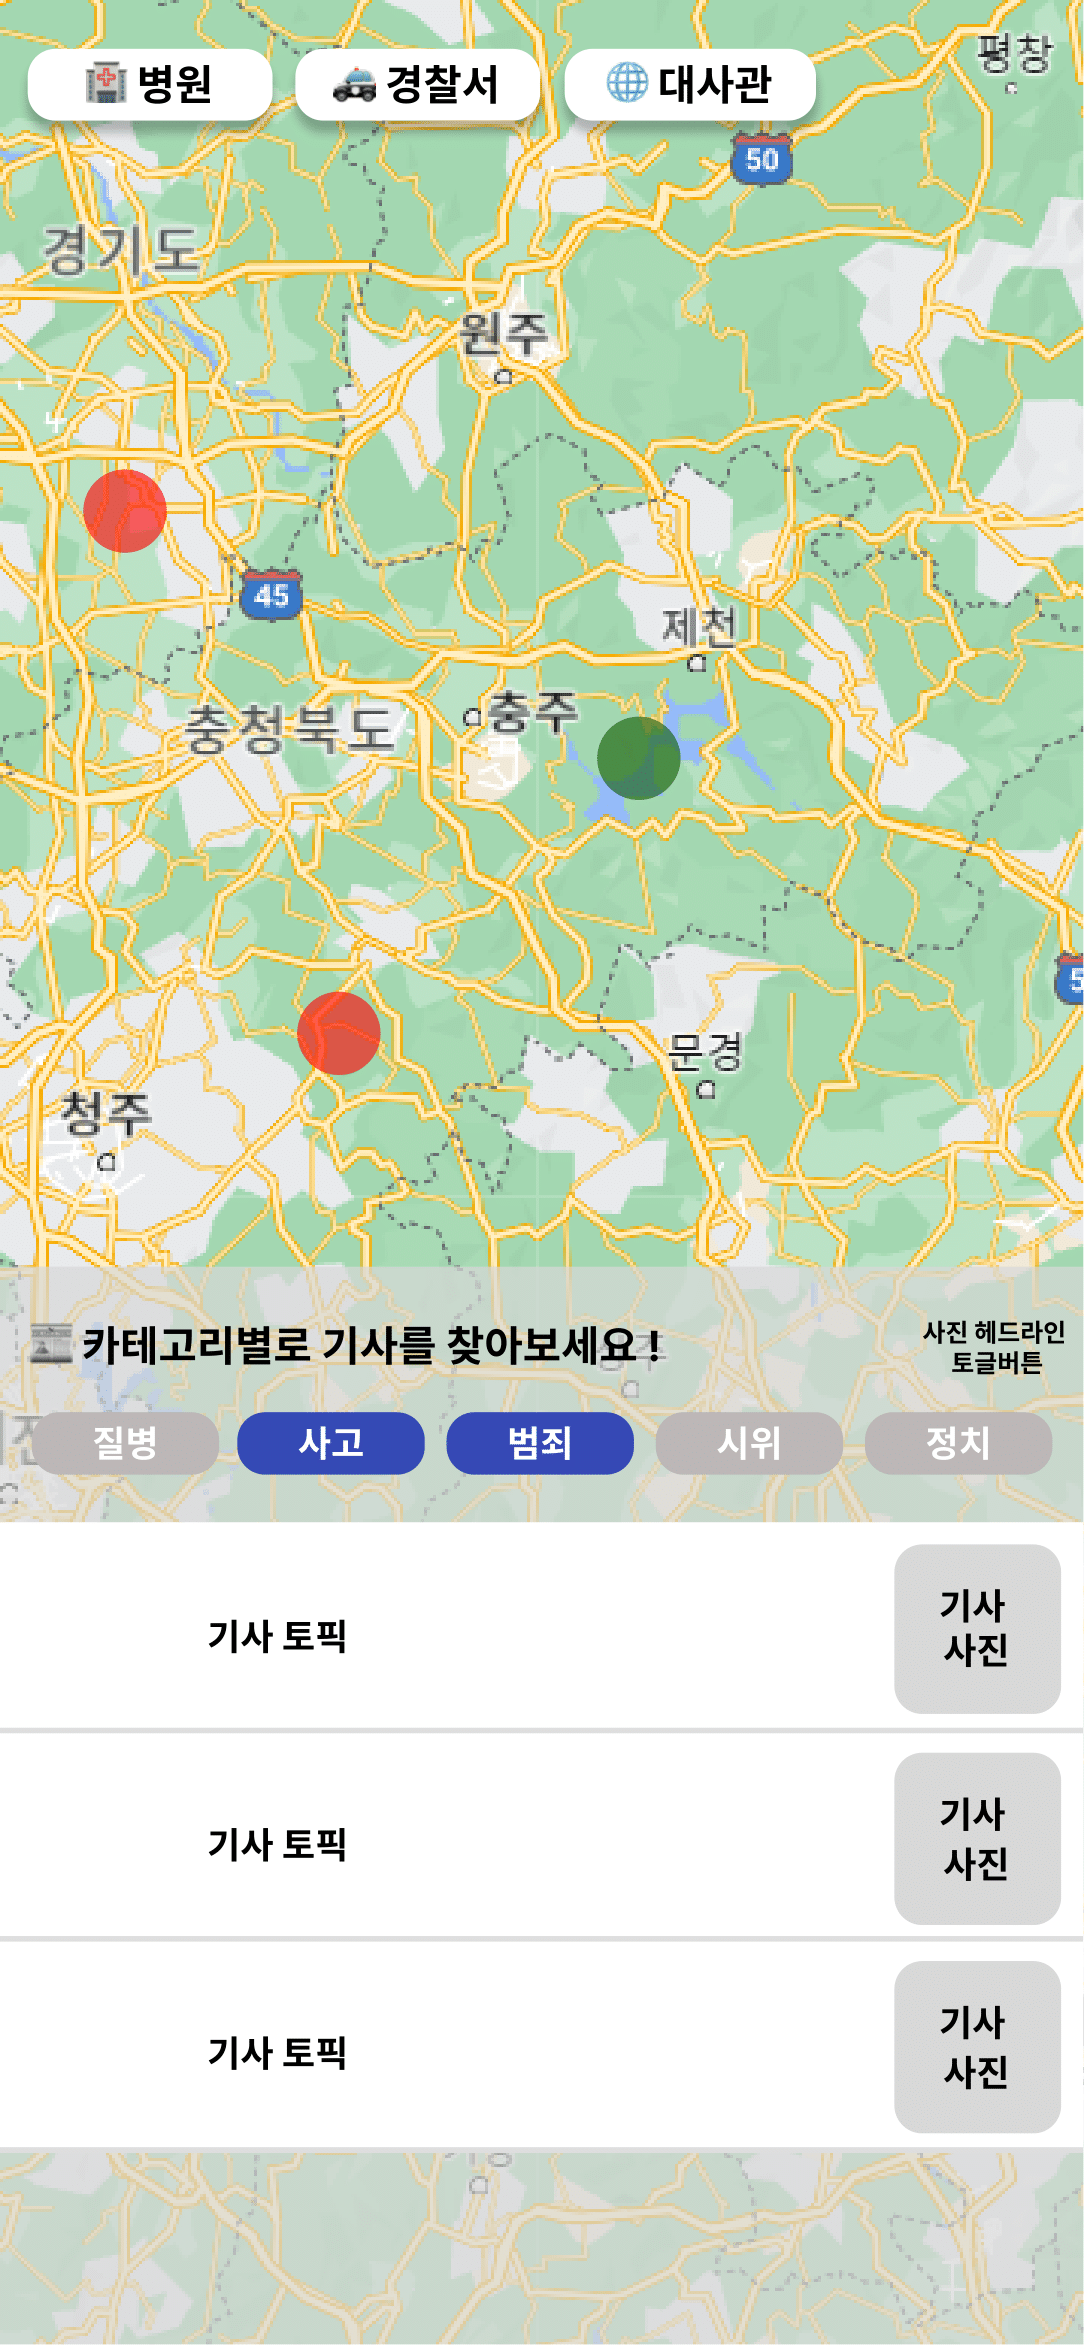 평창
병원
경찰서
대사관
50
경기도
원주
45
제천
충주
충청북도
문경
청주
카테고리별로 기사를 찾아보세요 !
사진 헤드라인
토글버튼
질병
사고
범죄
시위
정치
기사 토픽
기사
사진
기사 토픽
기사
사진
기사 토픽
기사
사진